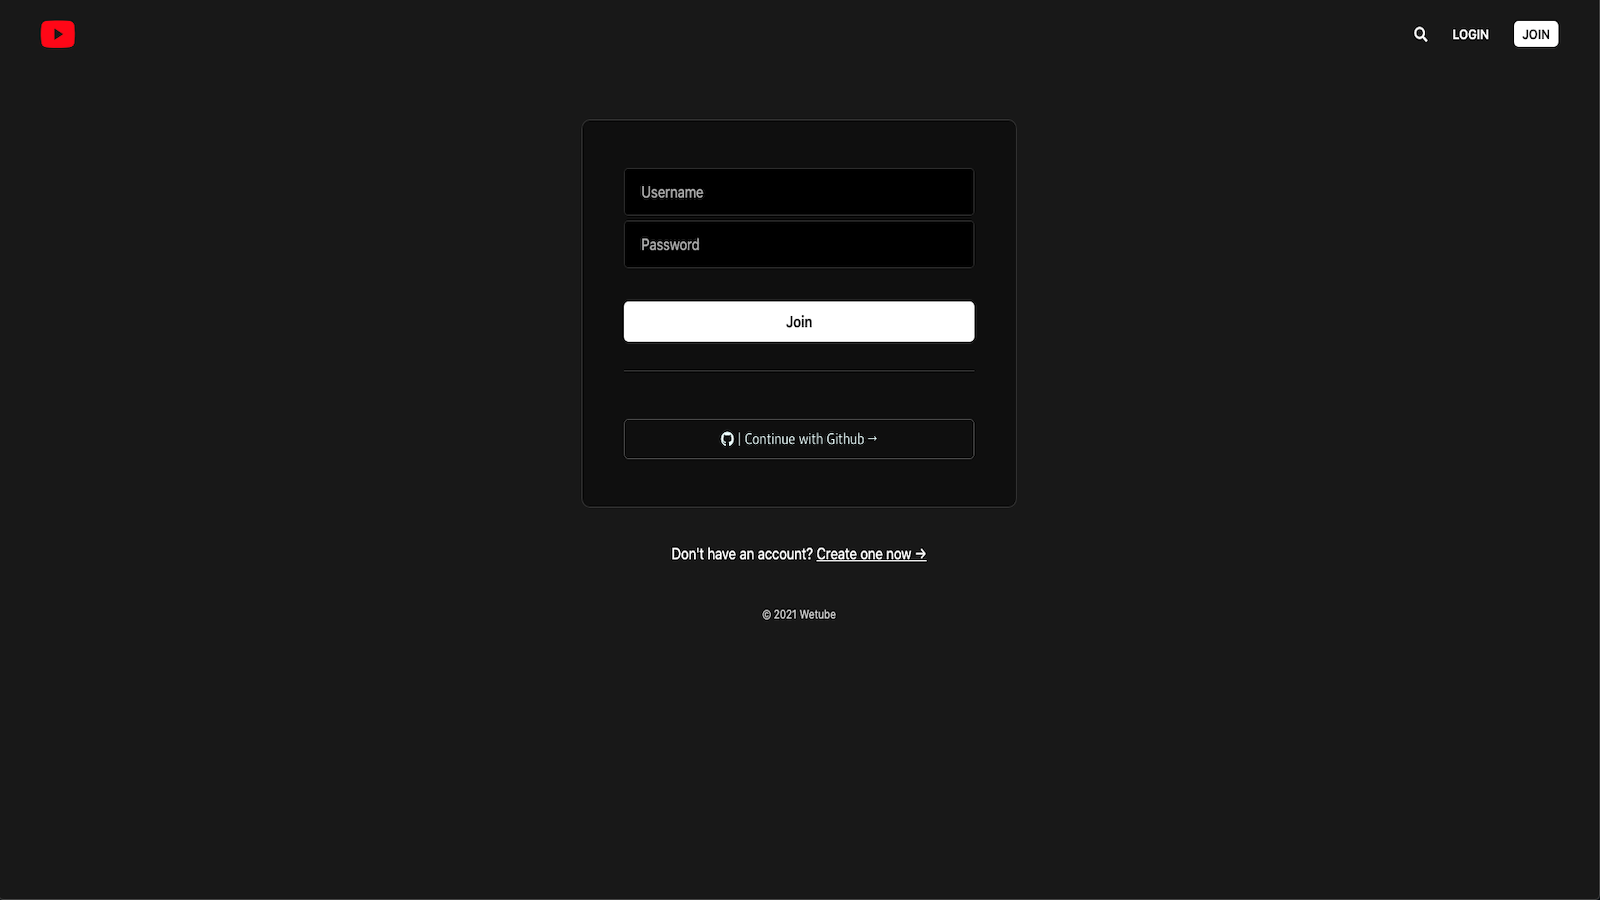 LOGIN JOIN
Username
Password
Join
| Continue with Github →
Don't have an account? Create one now →
© 2021 Wetube